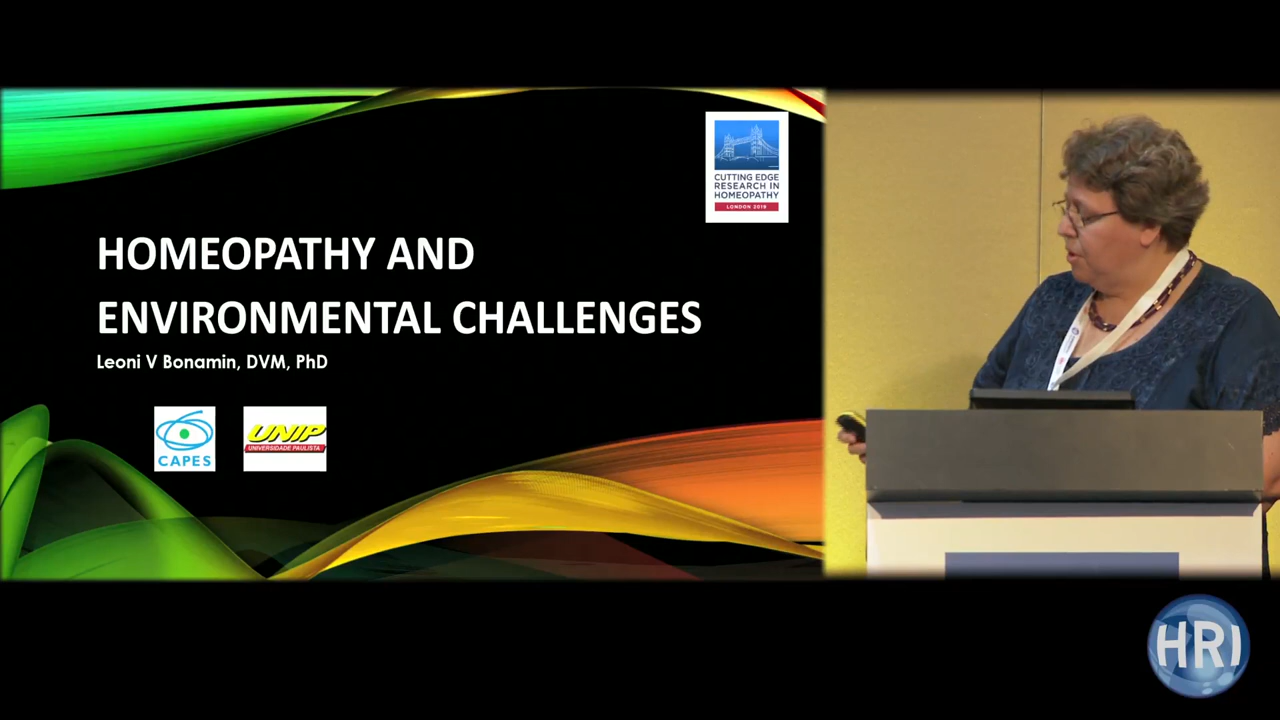 CUTTING EDGE
RESEARCH IN
HOMEOPATHY
LONDON 2019
HOMEOPATHY AND
ENVIRONMENTAL CHALLENGES
Leoni V Bonamin, DVM, PhD
CAPES
UNIP
UNIVERSIDADE PAULISTA
HRI